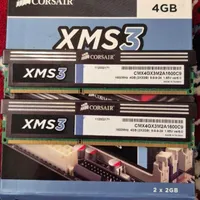 CORSAIR
4GB
XMS3
XMS3
CORSAIR
CMX4GX3M2A1600C9
XMS3
CORSAIR
CMX4GX3M2A1600C9
2 x 2GB